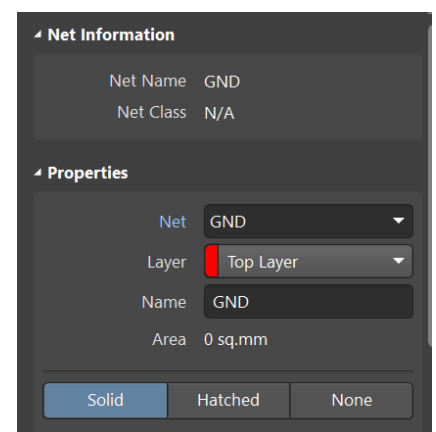 Net Information
Net Name GND
Net Class N/A
Properties
Net GND
Layer Top Layer
Name GND
Area 0 sq.mm
Solid Hatched None